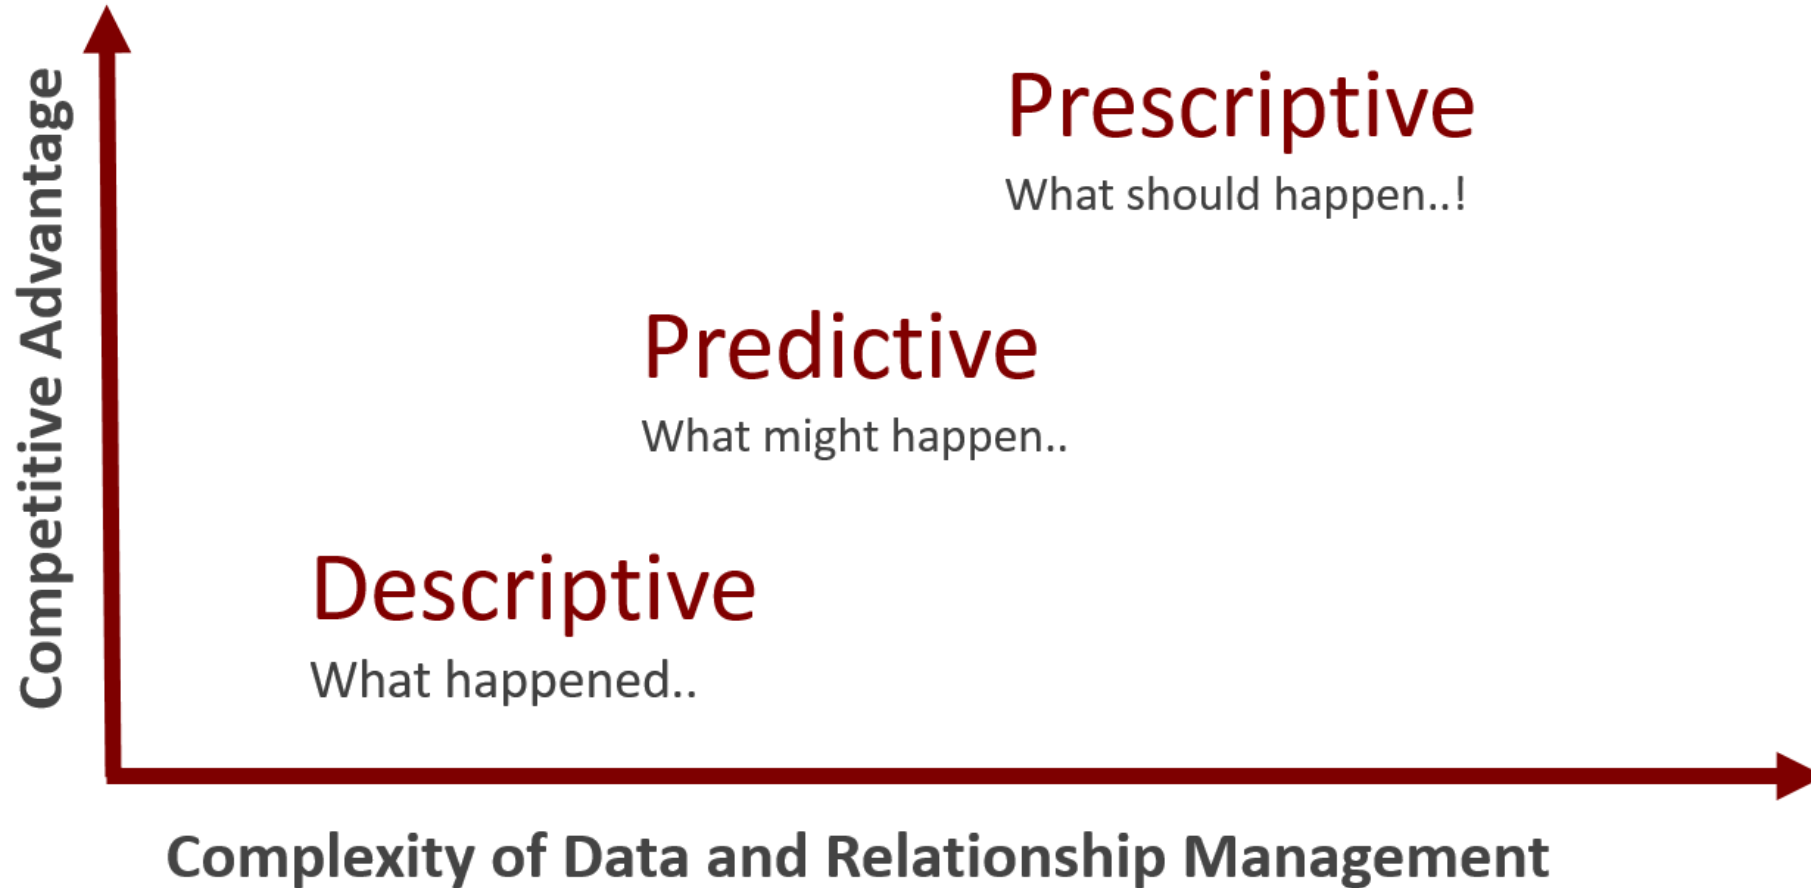 Competitive Advantage
Prescriptive
What should happen..!
Predictive
What might happen..
Descriptive
What happened..
Complexity of Data and Relationship Management